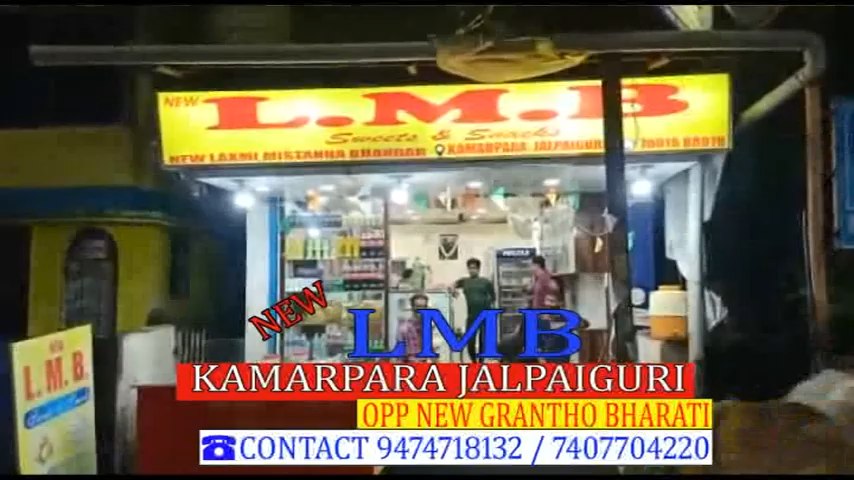 NEW
L.M.B
Sweets & Snacks
NEW LAXMI MISTANNA BHANDAR KAMARPARA JALPAIGURI
L.M.B.
NEW
LMB
KAMARPARA JALPAIGURI
OPP NEW GRANTHO BHARATI
☎CONTACT 9474718132 / 7407704220